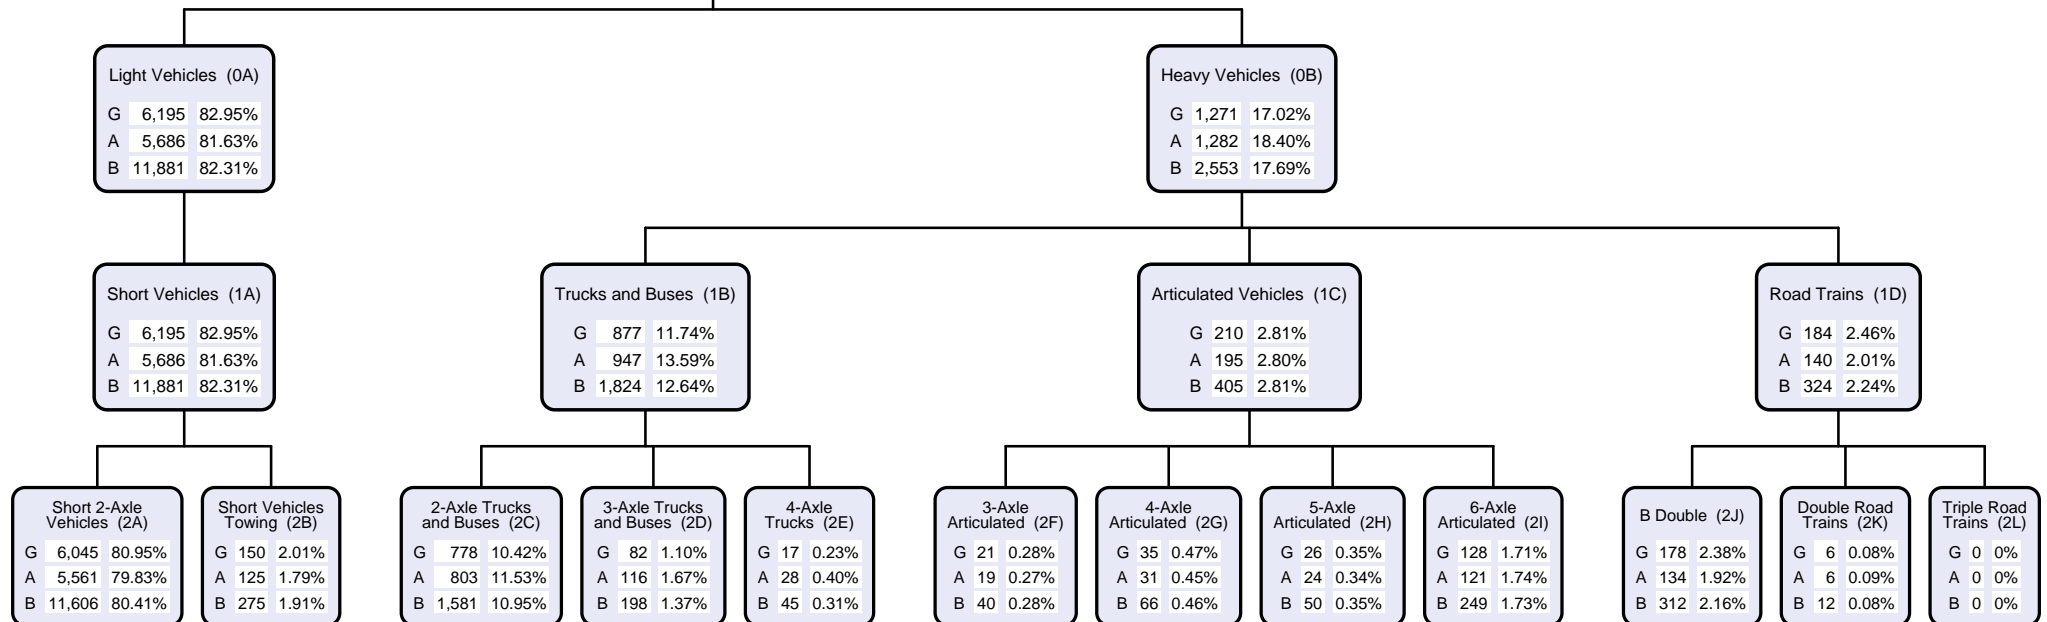 Light Vehicles (0A)
G 6,195 82.95%
A 5,686 81.63%
B 11,881 82.31%
Heavy Vehicles (0B)
G 1,271 17.02%
A 1,282 18.40%
B 2,553 17.69%
Short Vehicles (1A)
G 6,195 82.95%
A 5,686 81.63%
B 11,881 82.31%
Trucks and Buses (1B)
G 877 11.74%
A 947 13.59%
B 1,824 12.64%
Articulated Vehicles (1C)
G 210 2.81%
A 195 2.80%
B 405 2.81%
Road Trains (1D)
G 184 2.46%
A 140 2.01%
B 324 2.24%
Short 2-Axle
Vehicles (2A)
G 6,045 80.95%
A 5,561 79.83%
B 11,606 80.41%
Short Vehicles
Towing (2B)
G 150 2.01%
A 125 1.79%
B 275 1.91%
2-Axle Trucks
and Buses (2C)
G 778 10.42%
A 803 11.53%
B 1,581 10.95%
3-Axle Trucks
and Buses (2D)
G 82 1.10%
A 116 1.67%
B 198 1.37%
4-Axle
Trucks (2E)
G 17 0.23%
A 28 0.40%
B 45 0.31%
3-Axle
Articulated (2F)
G 21 0.28%
A 19 0.27%
B 40 0.28%
4-Axle
Articulated (2G)
G 35 0.47%
A 31 0.45%
B 66 0.46%
5-Axle
Articulated (2H)
G 26 0.35%
A 24 0.34%
B 50 0.35%
6-Axle
Articulated (2I)
G 128 1.71%
A 121 1.74%
B 249 1.73%
B Double (2J)
G 178 2.38%
A 134 1.92%
B 312 2.16%
Double Road
Trains (2K)
G 6 0.08%
A 6 0.09%
B 12 0.08%
Triple Road
Trains (2L)
G 0 0%
A 0 0%
B 0 0%